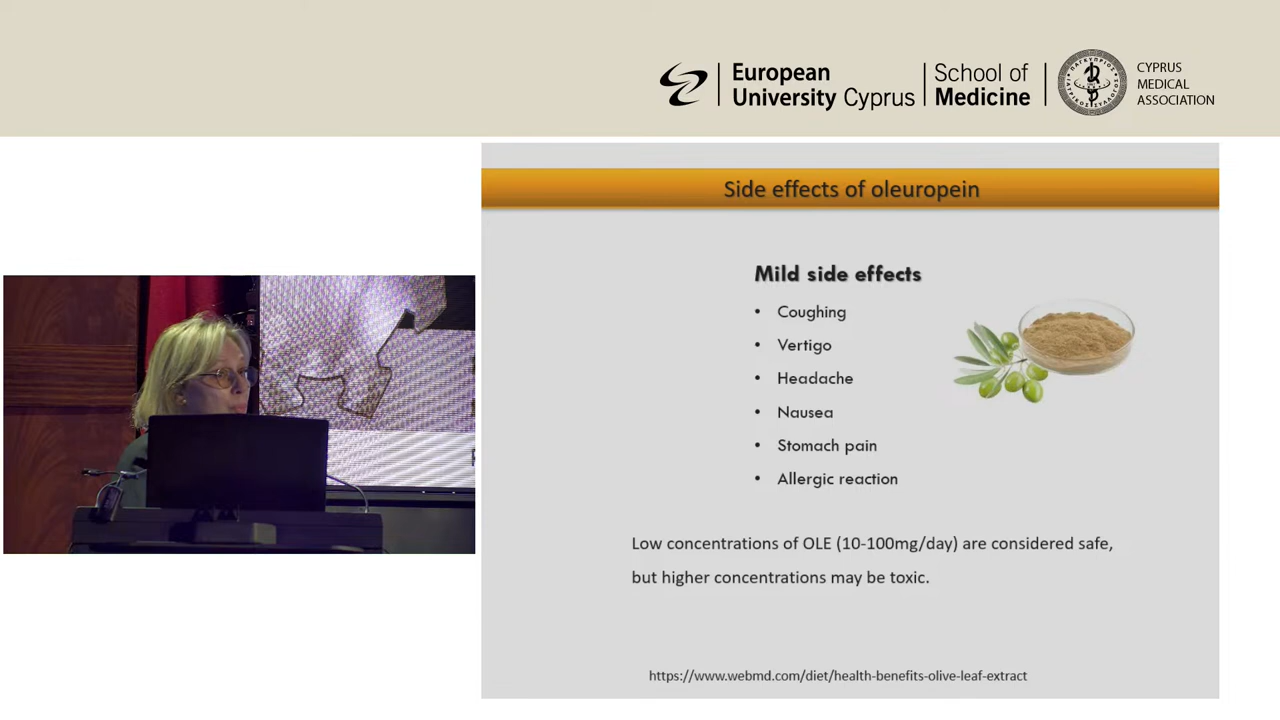 European
University Cyprus
School of
Medicine
CYPRUS
MEDICAL
ASSOCIATION
Side effects of oleuropein
Mild side effects
• Coughing
• Vertigo
• Headache
• Nausea
• Stomach pain
• Allergic reaction
Low concentrations of OLE (10-100mg/day) are considered safe,
but higher concentrations may be toxic.
https://www.webmd.com/diet/health-benefits-olive-leaf-extract